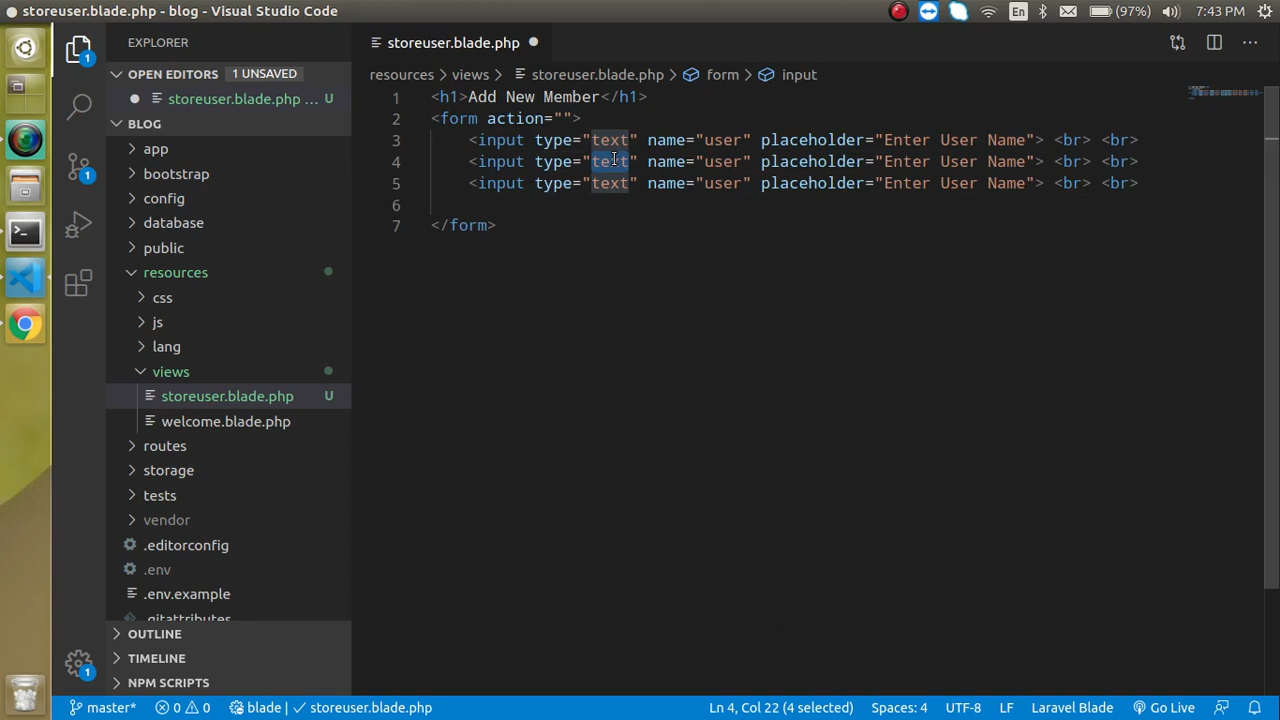 storeuser.blade.php - blog - Visual Studio Code
En
(97%)
7:43 PM
EXPLORER
OPEN EDITORS 1 UNSAVED
storeuser.blade.php ... U
BLOG
app
bootstrap
config
database
public
resources
css
js
lang
views
storeuser.blade.php U
welcome.blade.php
routes
storage
tests
vendor
.editorconfig
.env
.env.example
.gitattributes
OUTLINE
TIMELINE
NPM SCRIPTS
1
1
1
storeuser.blade.php
resources > views > storeuser.blade.php > form > input
1 <h1>Add New Member</h1>
2 <form action="">
3 <input type="text" name="user" placeholder="Enter User Name"> <br> <br>
4 <input type="text" name="user" placeholder="Enter User Name"> <br> <br>
5 <input type="text" name="user" placeholder="Enter User Name"> <br> <br>
6
7 </form>
master* 0 0 blade | ✓ storeuser.blade.php Ln 4, Col 22 (4 selected) Spaces: 4 UTF-8 LF Laravel Blade Go Live